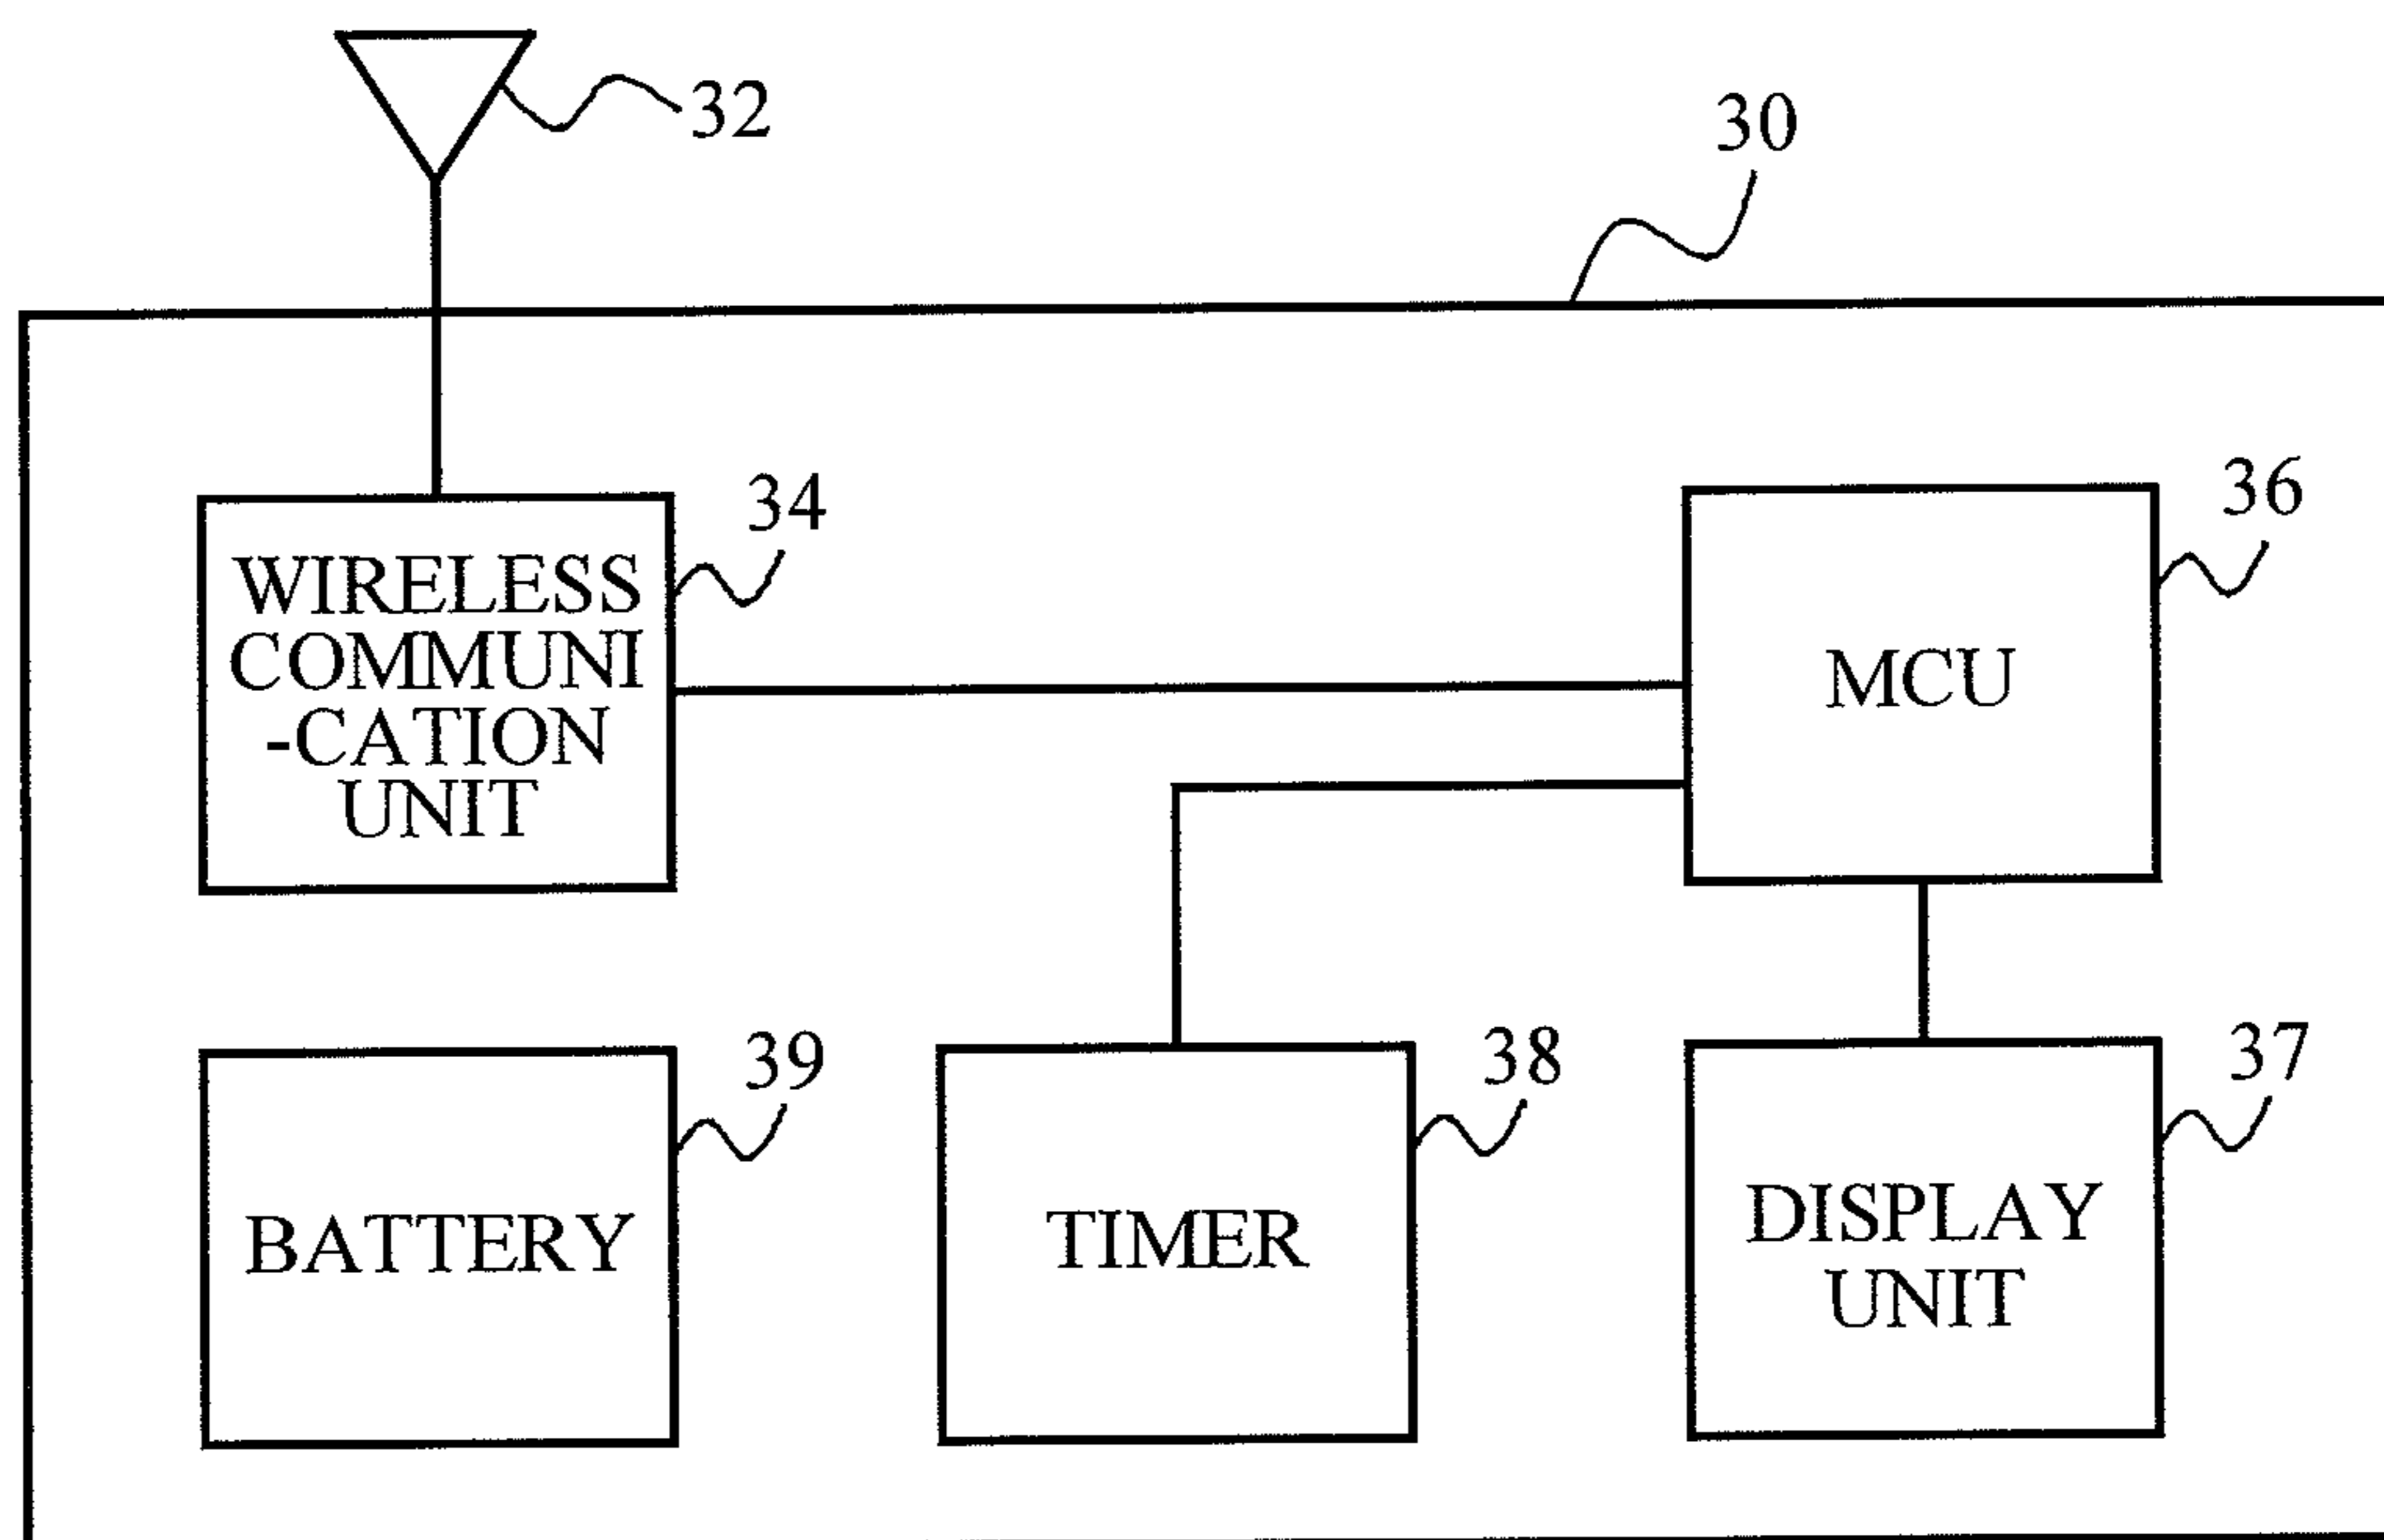 32
30
34
WIRELESS
COMMUNI
-CATION
UNIT
36
MCU
39
BATTERY
38
TIMER
37
DISPLAY
UNIT